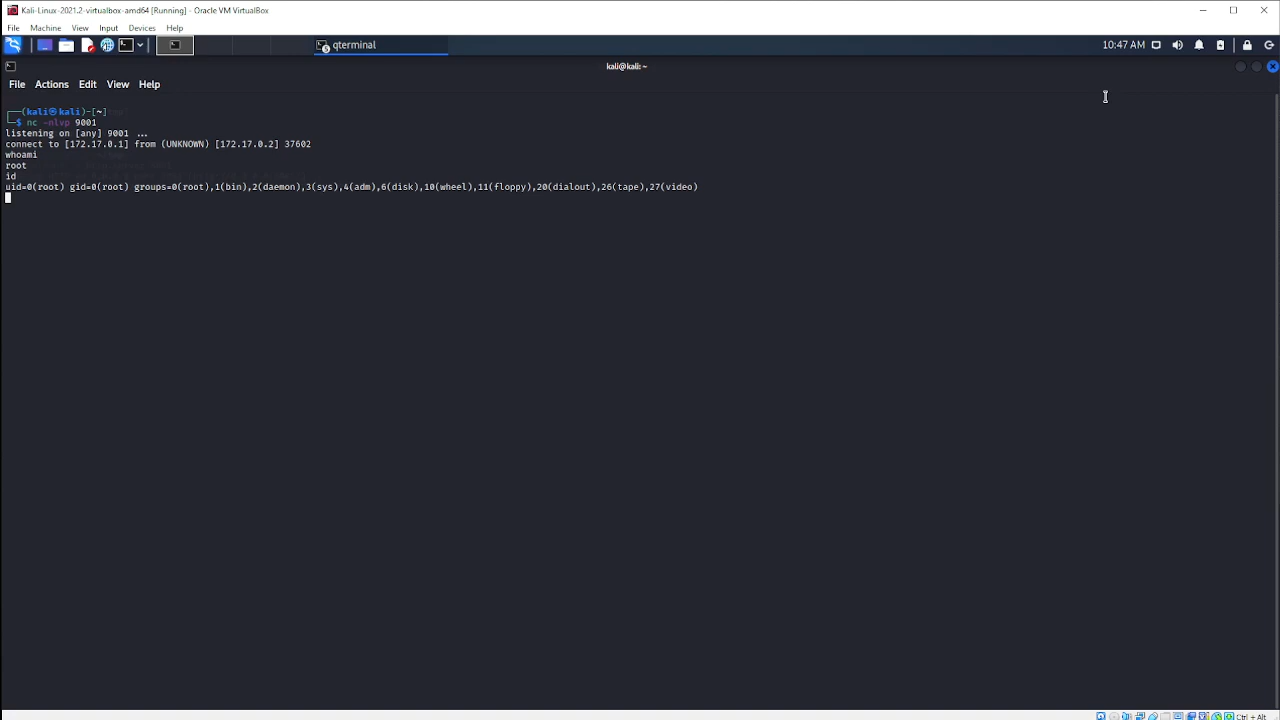 Kali-Linux-2021.2-virtualbox-amd64 [Running] - Oracle VM VirtualBox
File Machine View Input Devices Help
qterminal
10:47 AM
kali@kali: ~
File Actions Edit View Help
┌──(kali㉿kali)-[~]
└─$ nc -nlvp 9001
listening on [any] 9001 ...
connect to [172.17.0.1] from (UNKNOWN) [172.17.0.2] 37602
whoami
root
id
uid=0(root) gid=0(root) groups=0(root),1(bin),2(daemon),3(sys),4(adm),6(disk),10(wheel),11(floppy),20(dialout),26(tape),27(video)
Ctrl + Alt